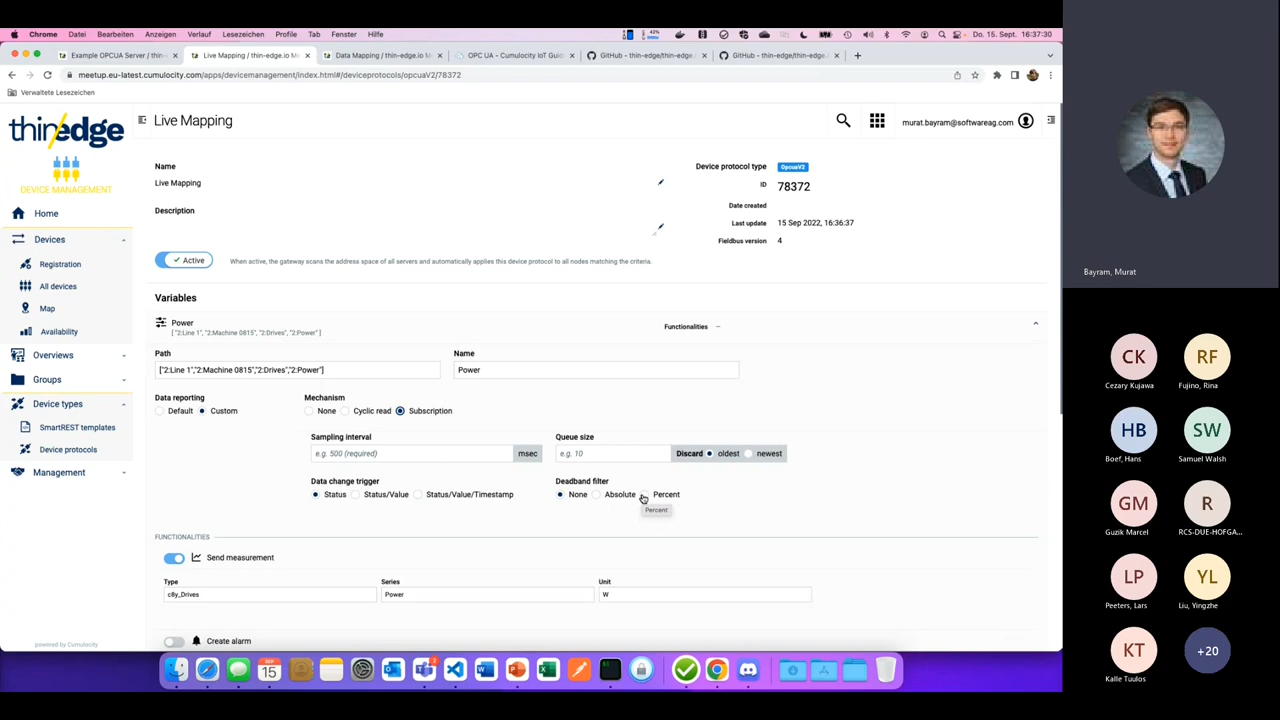 Chrome Datei Bearbeiten Anzeigen Verlauf Lesezeichen Profile Tab Fenster Hilfe 42% Do. 15. Sept. 16:37:30
Example OPCUA Server / thin- Live Mapping / thin-edge.io M Data Mapping / thin-edge.io M OPC UA - Cumulocity IoT Guid GitHub - thin-edge/thin-edge. GitHub - thin-edge/thin-edge.
meetup.eu-latest.cumulocity.com/apps/devicemanagement/index.html#/deviceprotocols/opcuaV2/78372
Verwaltete Lesezeichen
thinedge
DEVICE MANAGEMENT
Home
Devices
Registration
All devices
Map
Availability
Overviews
Groups
Device types
SmartREST templates
Device protocols
Management
powered by Cumulocity
Live Mapping
murat.bayram@softwareag.com
Name
Live Mapping
Description
Device protocol type OpcuaV2
ID 78372
Date created
Last update 15 Sep 2022, 16:36:37
Fieldbus version 4
Active When active, the gateway scans the address space of all servers and automatically applies this device protocol to all nodes matching the criteria.
Variables
Power
[ "2:Line 1", "2:Machine 0815", "2:Drives", "2:Power" ]
Functionalities –
Path Name
["2:Line 1","2:Machine 0815","2:Drives","2:Power"] Power
Data reporting Mechanism
Default Custom None Cyclic read Subscription
Sampling interval Queue size
e.g. 500 (required) msec e.g. 10 Discard oldest newest
Data change trigger Deadband filter
Status Status/Value Status/Value/Timestamp None Absolute Percent
Percent
FUNCTIONALITIES
Send measurement
Type Series Unit
c8y_Drives Power W
Create alarm
SEP
15
Bayram, Murat
CK RF
Cezary Kujawa Fujino, Rina
HB SW
Boef, Hans Samuel Walsh
GM R
Guzik Marcel RCS-DUE-HOFGA...
LP YL
Peeters, Lars Liu, Yingzhe
KT +20
Kalle Tuulos